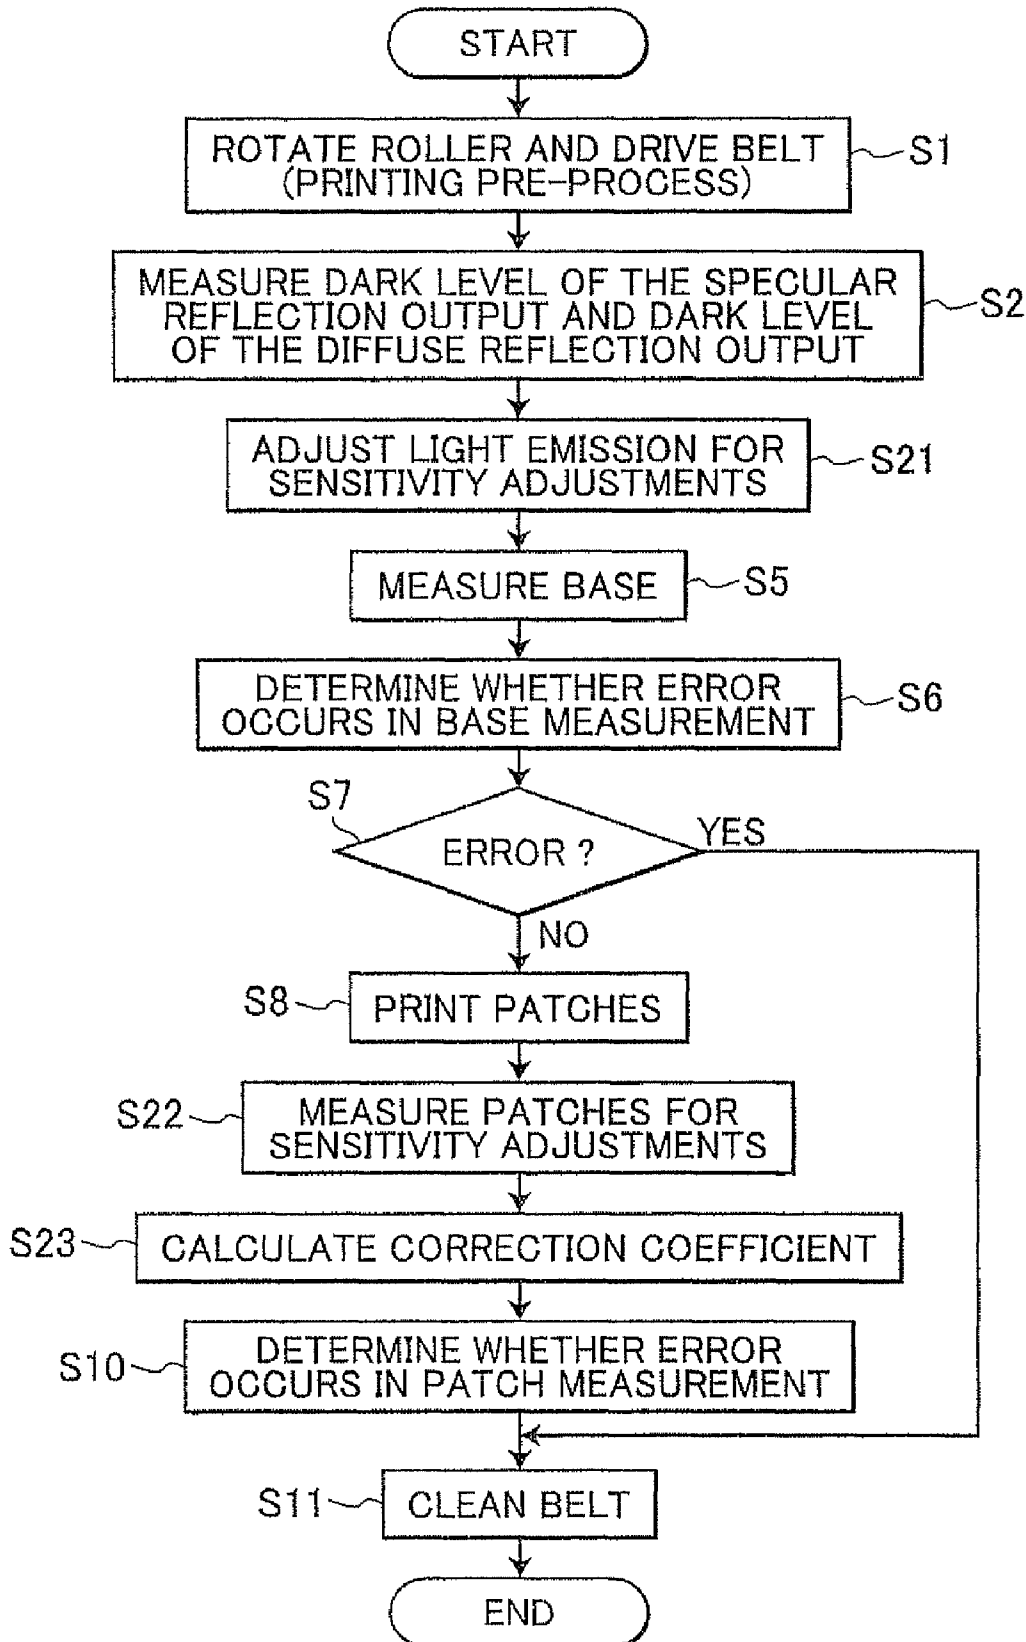 START
ROTATE ROLLER AND DRIVE BELT
(PRINTING PRE-PROCESS)
S1
MEASURE DARK LEVEL OF THE SPECULAR
REFLECTION OUTPUT AND DARK LEVEL
OF THE DIFFUSE REFLECTION OUTPUT
S2
ADJUST LIGHT EMISSION FOR
SENSITIVITY ADJUSTMENTS
S21
MEASURE BASE
S5
DETERMINE WHETHER ERROR
OCCURS IN BASE MEASUREMENT
S6
S7
ERROR ?
YES
NO
S8
PRINT PATCHES
S22
MEASURE PATCHES FOR
SENSITIVITY ADJUSTMENTS
S23
CALCULATE CORRECTION COEFFICIENT
S10
DETERMINE WHETHER ERROR
OCCURS IN PATCH MEASUREMENT
S11
CLEAN BELT
END